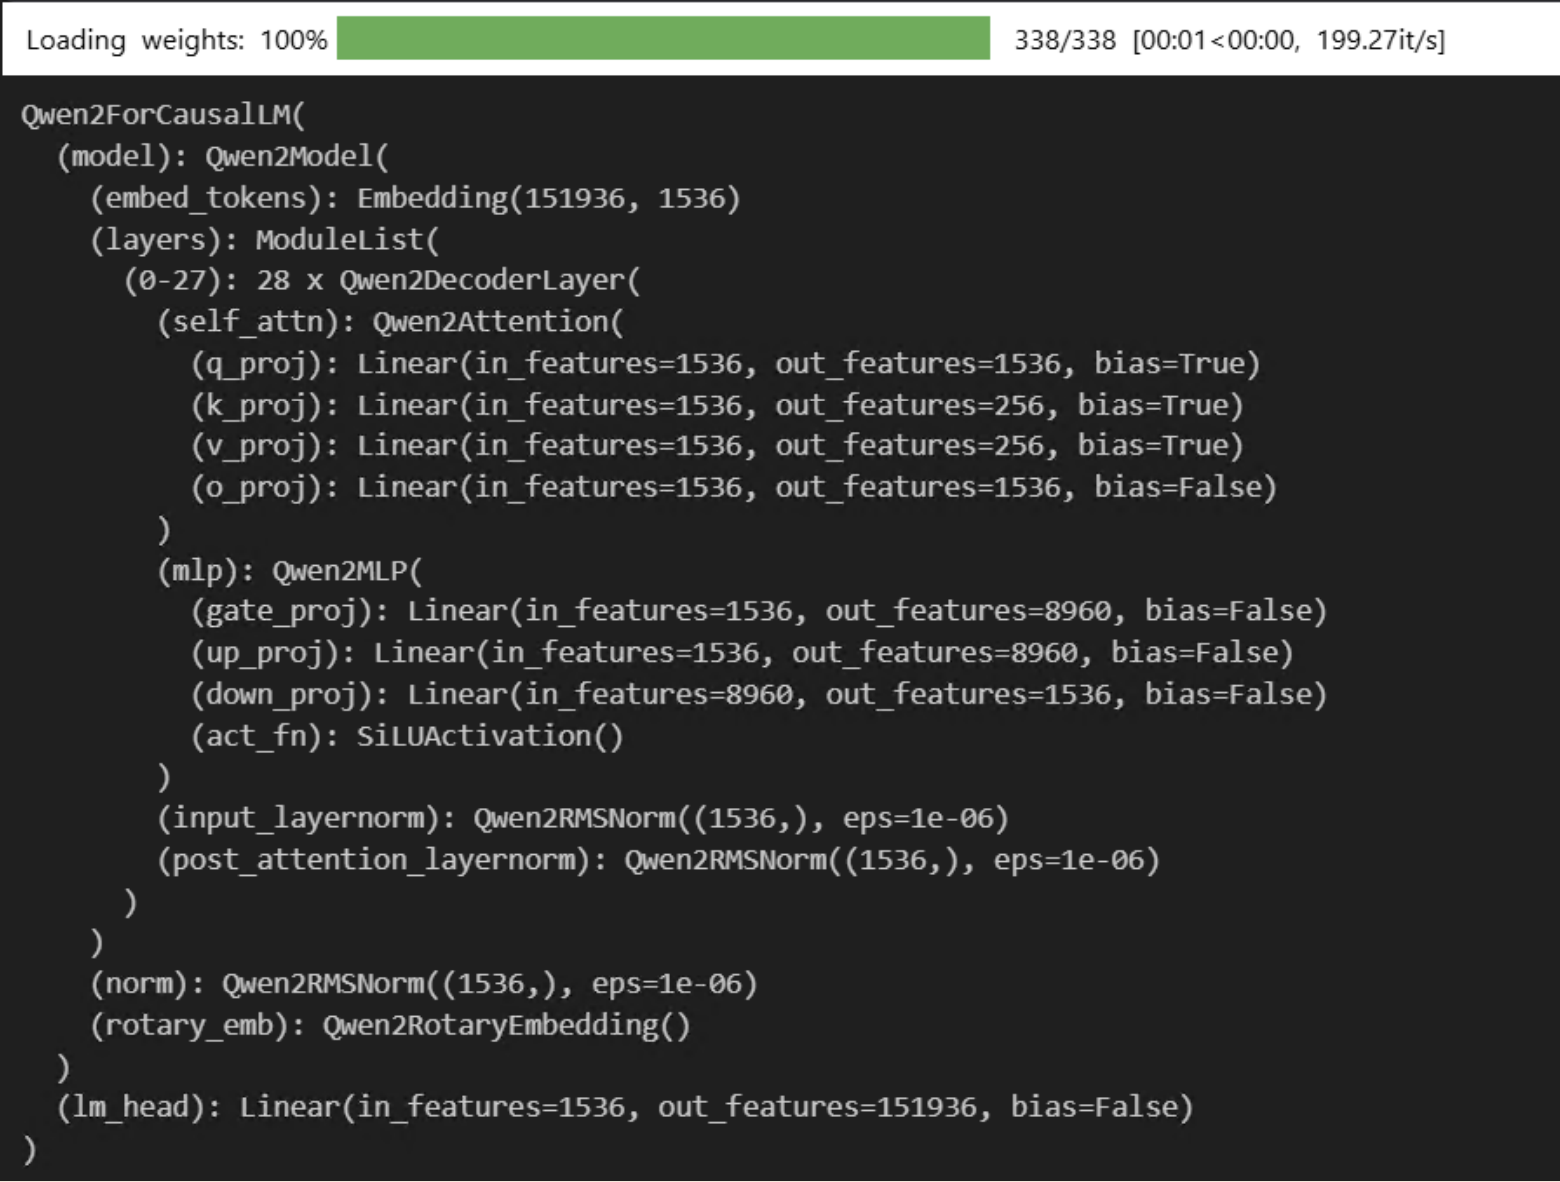 Loading weights: 100% 338/338 [00:01<00:00, 199.27it/s]
Qwen2ForCausalLM(
  (model): Qwen2Model(
    (embed_tokens): Embedding(151936, 1536)
    (layers): ModuleList(
      (0-27): 28 x Qwen2DecoderLayer(
        (self_attn): Qwen2Attention(
          (q_proj): Linear(in_features=1536, out_features=1536, bias=True)
          (k_proj): Linear(in_features=1536, out_features=256, bias=True)
          (v_proj): Linear(in_features=1536, out_features=256, bias=True)
          (o_proj): Linear(in_features=1536, out_features=1536, bias=False)
        )
        (mlp): Qwen2MLP(
          (gate_proj): Linear(in_features=1536, out_features=8960, bias=False)
          (up_proj): Linear(in_features=1536, out_features=8960, bias=False)
          (down_proj): Linear(in_features=8960, out_features=1536, bias=False)
          (act_fn): SiLUActivation()
        )
        (input_layernorm): Qwen2RMSNorm((1536,), eps=1e-06)
        (post_attention_layernorm): Qwen2RMSNorm((1536,), eps=1e-06)
      )
    )
    (norm): Qwen2RMSNorm((1536,), eps=1e-06)
    (rotary_emb): Qwen2RotaryEmbedding()
  )
  (lm_head): Linear(in_features=1536, out_features=151936, bias=False)
)